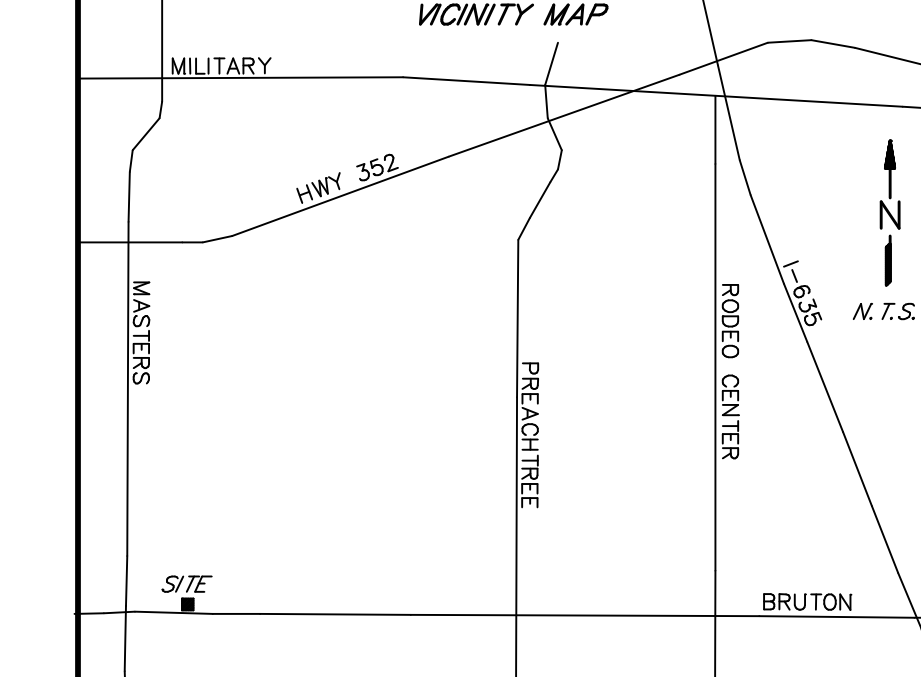 VICINITY MAP
MILITARY
HWY 352
N
I-635
N.T.S.
MASTERS
RODEO CENTER
PREACHTREE
SITE
BRUTON